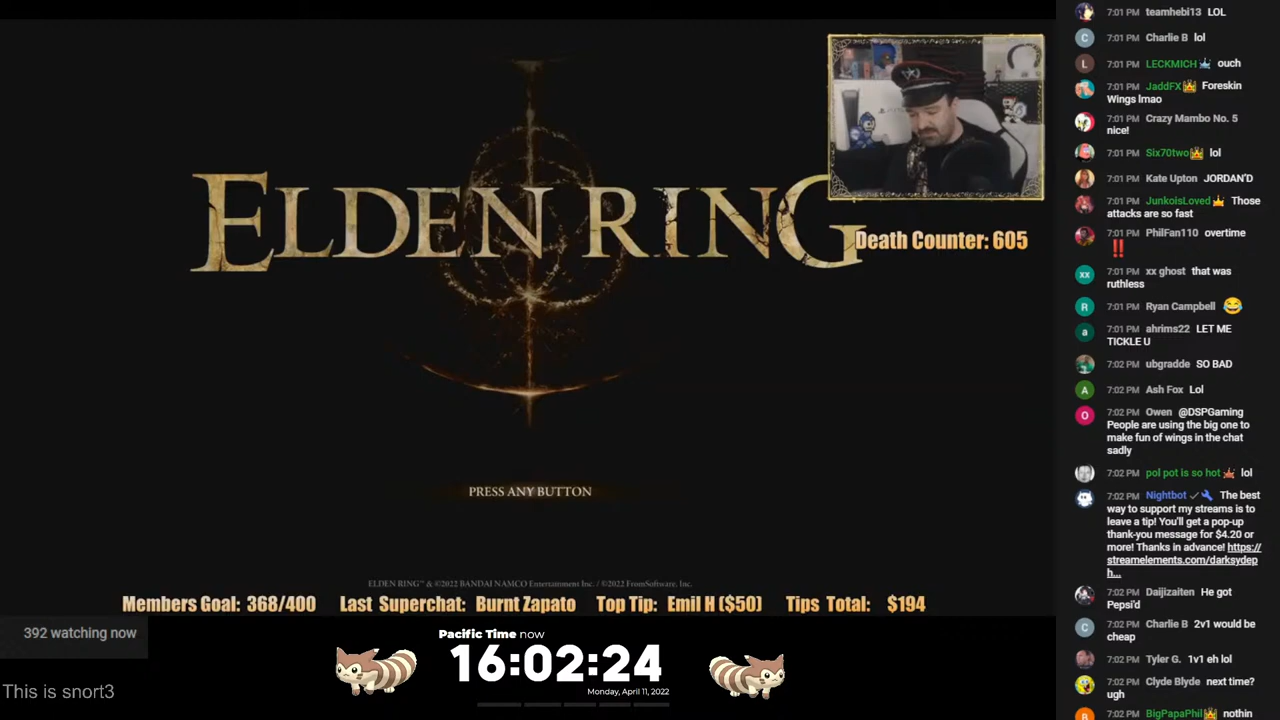 ELDEN RING
Death Counter: 605
PRESS ANY BUTTON
ELDEN RING™ & ©2022 BANDAI NAMCO Entertainment Inc. / ©2022 FromSoftware, Inc.
Members Goal: 368/400 Last Superchat: Burnt Zapato Top Tip: Emil H ($50) Tips Total: $194
392 watching now
Pacific Time now
16:02:24
Monday, April 11, 2022
This is snort3
7:01 PM teamhebi13 LOL
C 7:01 PM Charlie B lol
L 7:01 PM LECKMICH ouch
7:01 PM JaddFX Foreskin
Wings lmao
7:01 PM Crazy Mambo No. 5
nice!
7:01 PM Six70two lol
7:01 PM Kate Upton JORDAN'D
7:01 PM JunkoIsLoved Those
attacks are so fast
7:01 PM PhilFan110 overtime
‼
xx 7:01 PM xx ghost that was
ruthless
R 7:01 PM Ryan Campbell 😂
a 7:01 PM ahrims22 LET ME
TICKLE U
7:02 PM ubgradde SO BAD
A 7:02 PM Ash Fox Lol
O 7:02 PM Owen @DSPGaming
People are using the big one to
make fun of wings in the chat
sadly
7:02 PM pol pot is so hot lol
7:02 PM Nightbot The best
way to support my streams is to
leave a tip! You'll get a pop-up
thank-you message for $4.20 or
more! Thanks in advance! https://
streamelements.com/darksydep
h...
7:02 PM Daijizaiten He got
Pepsi'd
C 7:02 PM Charlie B 2v1 would be
cheap
7:02 PM Tyler G. 1v1 eh lol
7:02 PM Clyde Blyde next time?
ugh
B 7:02 PM BigPapaPhil nothin